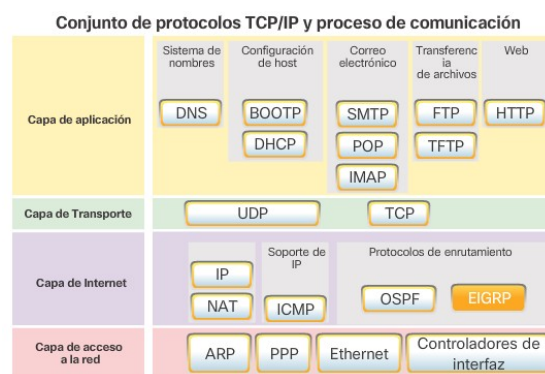 Conjunto de protocolos TCP/IP y proceso de comunicación
Capa de aplicación
Sistema de
nombres
DNS
Configuración
de host
BOOTP
DHCP
Correo
electrónico
SMTP
POP
IMAP
Transferenc
ia
de archivos
FTP
TFTP
Web
HTTP
Capa de Transporte
UDP
TCP
Capa de Internet
IP
NAT
Soporte de
IP
ICMP
Protocolos de enrutamiento
OSPF
EIGRP
Capa de acceso
a la red
ARP
PPP
Ethernet
Controladores de
interfaz